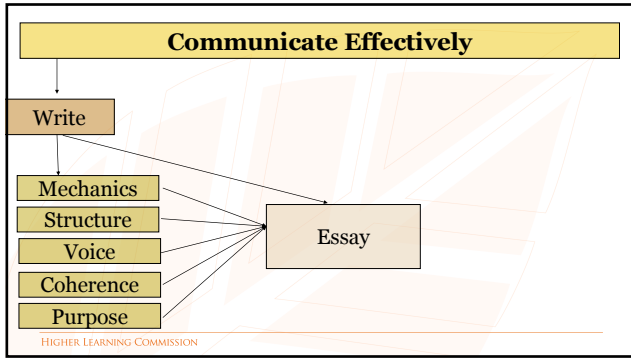 Communicate Effectively
Write
Mechanics
Structure
Voice
Coherence
Purpose
Essay
HIGHER LEARNING COMMISSION